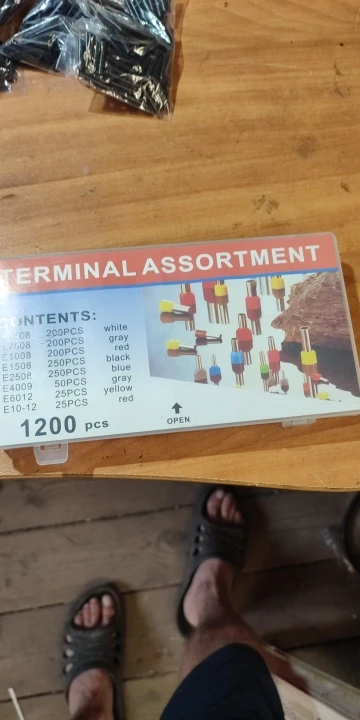 TERMINAL ASSORTMENT
CONTENTS:
200PCS white
200PCS gray
E1008 200PCS red
E1508 250PCS black
E2508 250PCS blue
E4009 50PCS gray
E6012 25PCS yellow
E10-12 25PCS red
1200 pcs
OPEN